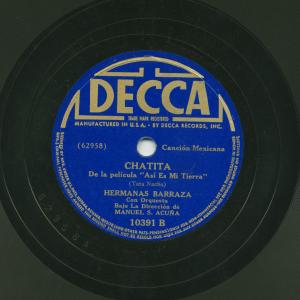 DECCA
TRADE MARK REGISTERED
MANUFACTURED IN U.S.A. • BY DECCA RECORDS, INC.
(62958)
Canción Mexicana
CHATITA
De la película "Así Es Mi Tierra"
(Tata Nacho)
HERMANAS BARRAZA
Con Orquesta
Bajo La Dirección de
MANUEL S. ACUÑA
10391 B